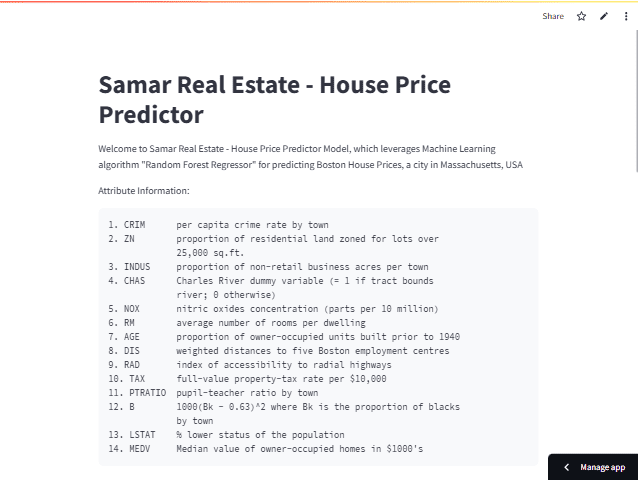 Share
Samar Real Estate - House Price
Predictor
Welcome to Samar Real Estate - House Price Predictor Model, which leverages Machine Learning
algorithm "Random Forest Regressor" for predicting Boston House Prices, a city in Massachusetts, USA
Attribute Information:
1. CRIM per capita crime rate by town
2. ZN proportion of residential land zoned for lots over
25,000 sq.ft.
3. INDUS proportion of non-retail business acres per town
4. CHAS Charles River dummy variable (= 1 if tract bounds
river; 0 otherwise)
5. NOX nitric oxides concentration (parts per 10 million)
6. RM average number of rooms per dwelling
7. AGE proportion of owner-occupied units built prior to 1940
8. DIS weighted distances to five Boston employment centres
9. RAD index of accessibility to radial highways
10. TAX full-value property-tax rate per $10,000
11. PTRATIO pupil-teacher ratio by town
12. B 1000(Bk - 0.63)^2 where Bk is the proportion of blacks
by town
13. LSTAT % lower status of the population
14. MEDV Median value of owner-occupied homes in $1000's
Manage app